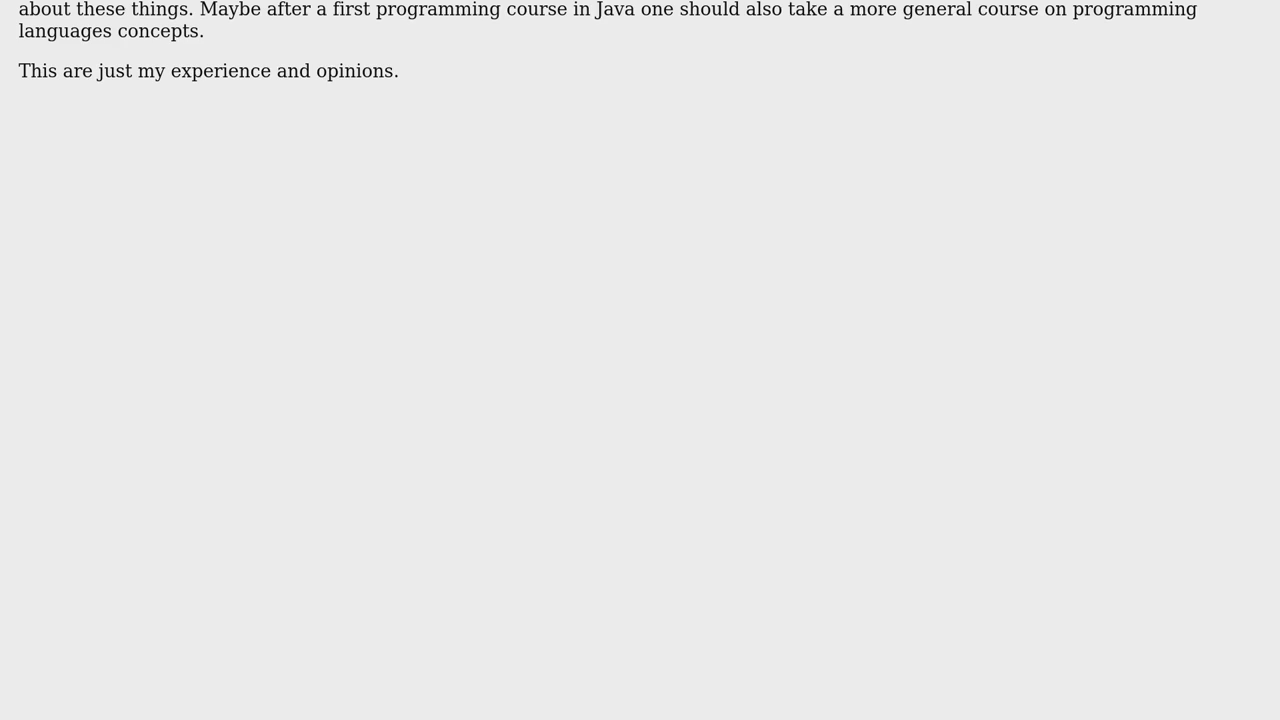 about these things. Maybe after a first programming course in Java one should also take a more general course on programming
languages concepts.
This are just my experience and opinions.